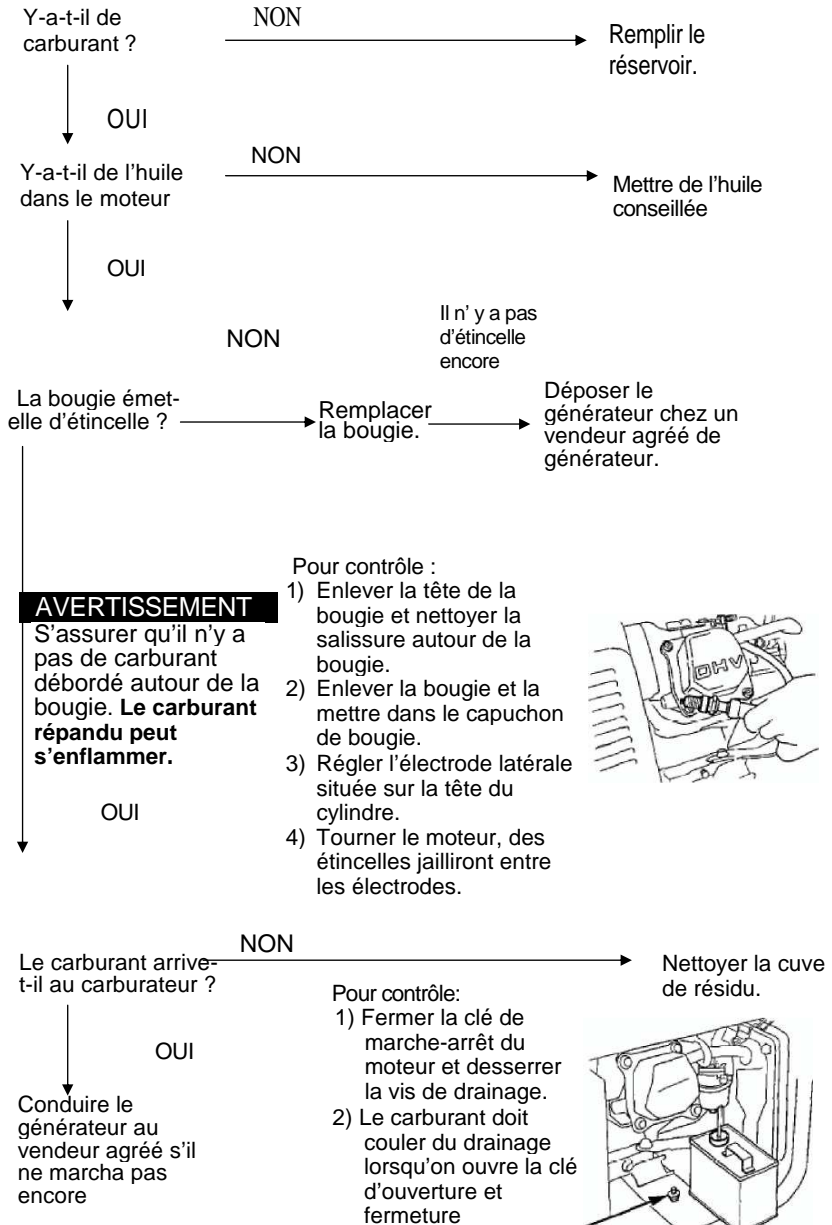 Y-a-t-il de
carburant ?
NON
Remplir le
réservoir.
OUI
Y-a-t-il de l'huile
dans le moteur
NON
Mettre de l'huile
conseillée
OUI
NON
Il n' y a pas
d'étincelle
encore
La bougie émet-
elle d'étincelle ?
Remplacer
la bougie.
Déposer le
générateur chez un
vendeur agréé de
générateur.
AVERTISSEMENT
S'assurer qu'il n'y a
pas de carburant
débordé autour de la
bougie. Le carburant
répandu peut
s'enflammer.
Pour contrôle :
1) Enlever la tête de la
bougie et nettoyer la
salissure autour de la
bougie.
2) Enlever la bougie et la
mettre dans le capuchon
de bougie.
3) Régler l'électrode latérale
située sur la tête du
cylindre.
4) Tourner le moteur, des
étincelles jailliront entre
les électrodes.
OHV
OUI
Le carburant arrive-
t-il au carburateur ?
NON
Nettoyer la cuve
de résidu.
OUI
Pour contrôle:
1) Fermer la clé de
marche-arrêt du
moteur et desserrer
la vis de drainage.
2) Le carburant doit
couler du drainage
lorsqu'on ouvre la clé
d'ouverture et
fermeture
Conduire le
générateur au
vendeur agréé s'il
ne marcha pas
encore